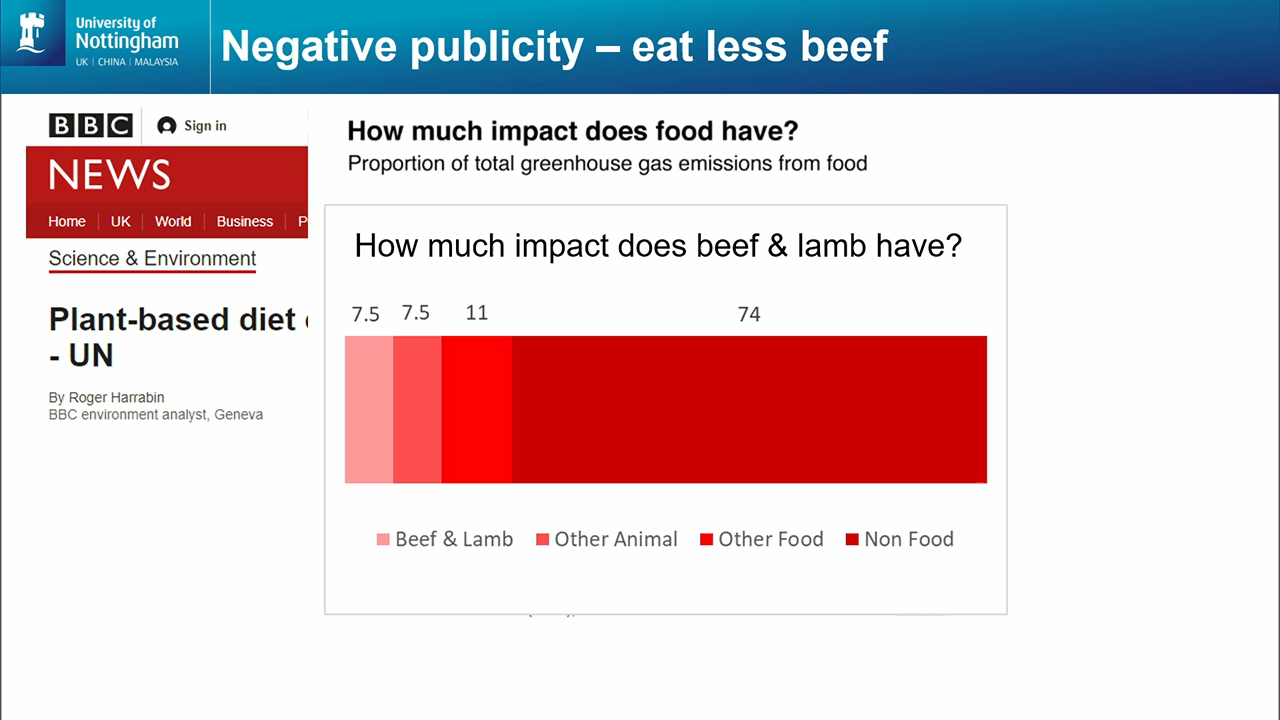 University of
Nottingham
UK | CHINA | MALAYSIA
Negative publicity – eat less beef
BBC
Sign in
NEWS
Home
UK
World
Business
P
Science & Environment
Plant-based diet
- UN
By Roger Harrabin
BBC environment analyst, Geneva
How much impact does food have?
Proportion of total greenhouse gas emissions from food
How much impact does beef & lamb have?
7.5 7.5 11 74
Beef & Lamb Other Animal Other Food Non Food